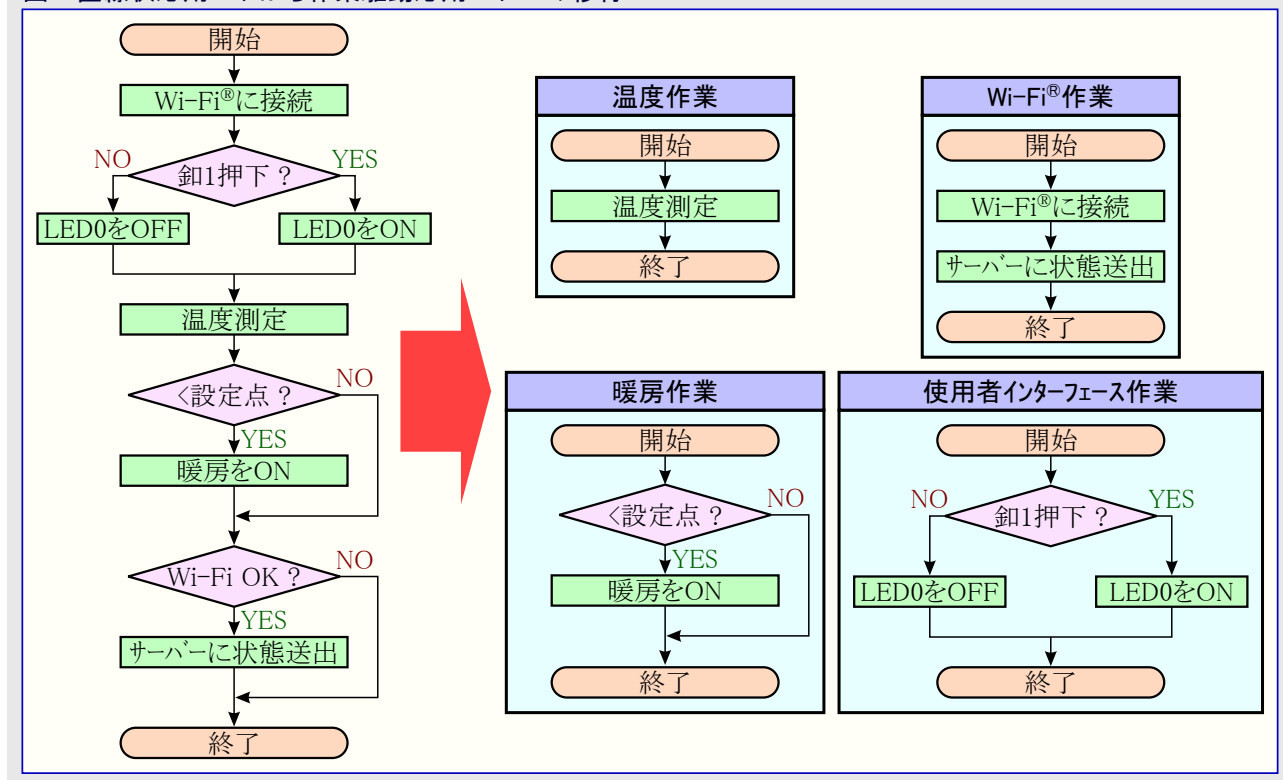 開始
Wi-Fi®に接続
NO
YES
釦1押下 ?
LED0をOFF
LED0をON
温度測定
<設定点 ?
NO
YES
暖房をON
Wi-Fi OK ?
NO
YES
サーバーに状態送出
終了
温度作業
開始
温度測定
終了
Wi-Fi®作業
開始
Wi-Fi®に接続
サーバーに状態送出
終了
暖房作業
開始
<設定点 ?
NO
YES
暖房をON
終了
使用者インターフェース作業
開始
NO
YES
釦1押下 ?
LED0をOFF
LED0をON
終了